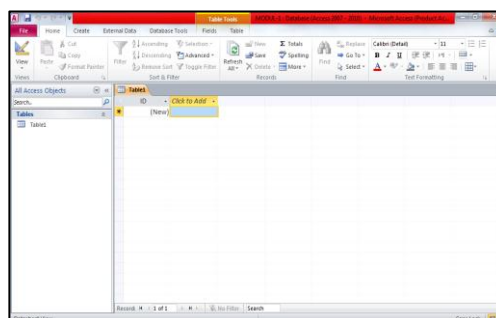 Table Tools
MODUL -1 : Database (Access 2007 - 2010) - Microsoft Access (Product Ac...
File Home Create External Data Database Tools Fields Table
View
Views
Paste
Cut
Copy
Format Painter
Clipboard
Filter
Ascending
Descending
Remove Sort
Selection
Advanced
Toggle Filter
Sort & Filter
Refresh All
New
Save
Delete
Totals
Spelling
More
Records
Find
Replace
Go To
Select
Find
Calibri (Detail) 11
B I U
Text Formatting
All Access Objects
Search...
Tables
Table1
Table1
ID Click to Add
(New)
Record: 1 of 1 No Filter Search